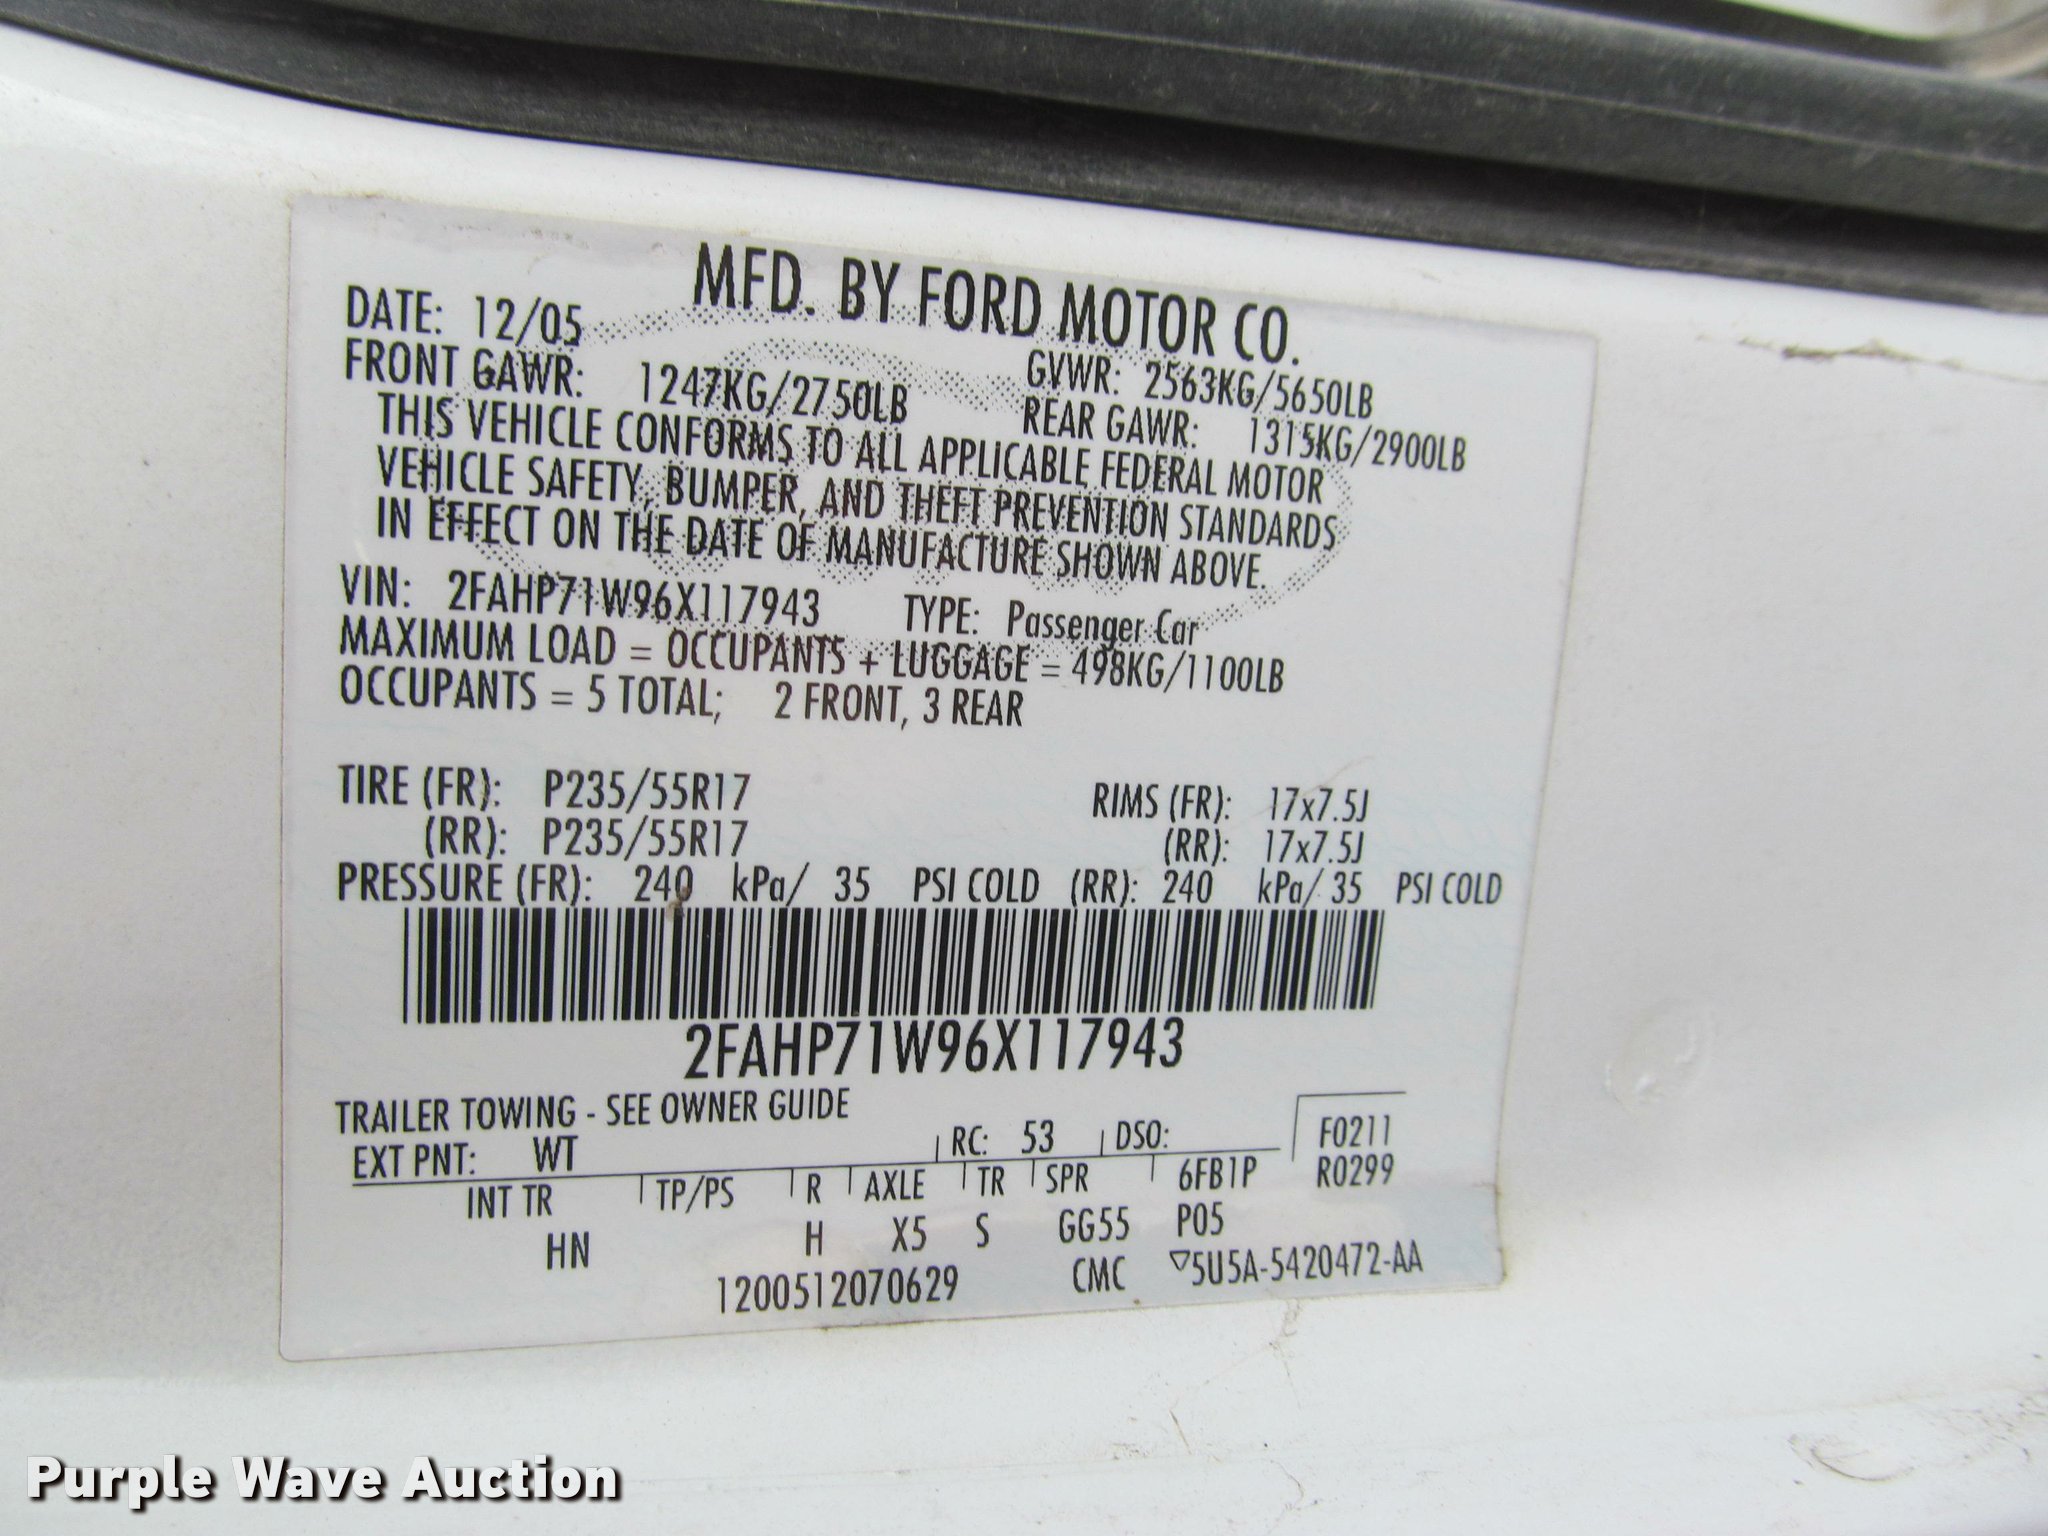 MFD. BY FORD MOTOR CO.
DATE: 12/05
FRONT GAWR: 1247KG/2750LB
GVWR: 2563KG/5650LB
REAR GAWR: 1315KG/2900LB
THIS VEHICLE CONFORMS TO ALL APPLICABLE FEDERAL MOTOR
VEHICLE SAFETY, BUMPER, AND THEFT PREVENTION STANDARDS
IN EFFECT ON THE DATE OF MANUFACTURE SHOWN ABOVE.
VIN: 2FAHP71W96X117943 TYPE: Passenger Car
MAXIMUM LOAD = OCCUPANTS + LUGGAGE = 498KG/1100LB
OCCUPANTS = 5 TOTAL; 2 FRONT, 3 REAR
TIRE (FR): P235/55R17 RIMS (FR): 17x7.5J
(RR): P235/55R17 (RR): 17x7.5J
PRESSURE (FR): 240 kPa/ 35 PSI COLD (RR): 240 kPa/ 35 PSI COLD
2FAHP71W96X117943
TRAILER TOWING - SEE OWNER GUIDE
EXT PNT: WT RC: 53 DSO: F0211
INT TR TP/PS R AXLE TR SPR 6FB1P R0299
HN H X5 S GG55 P05
1200512070629 CMC ▽5U5A-5420472-AA
Purple Wave Auction